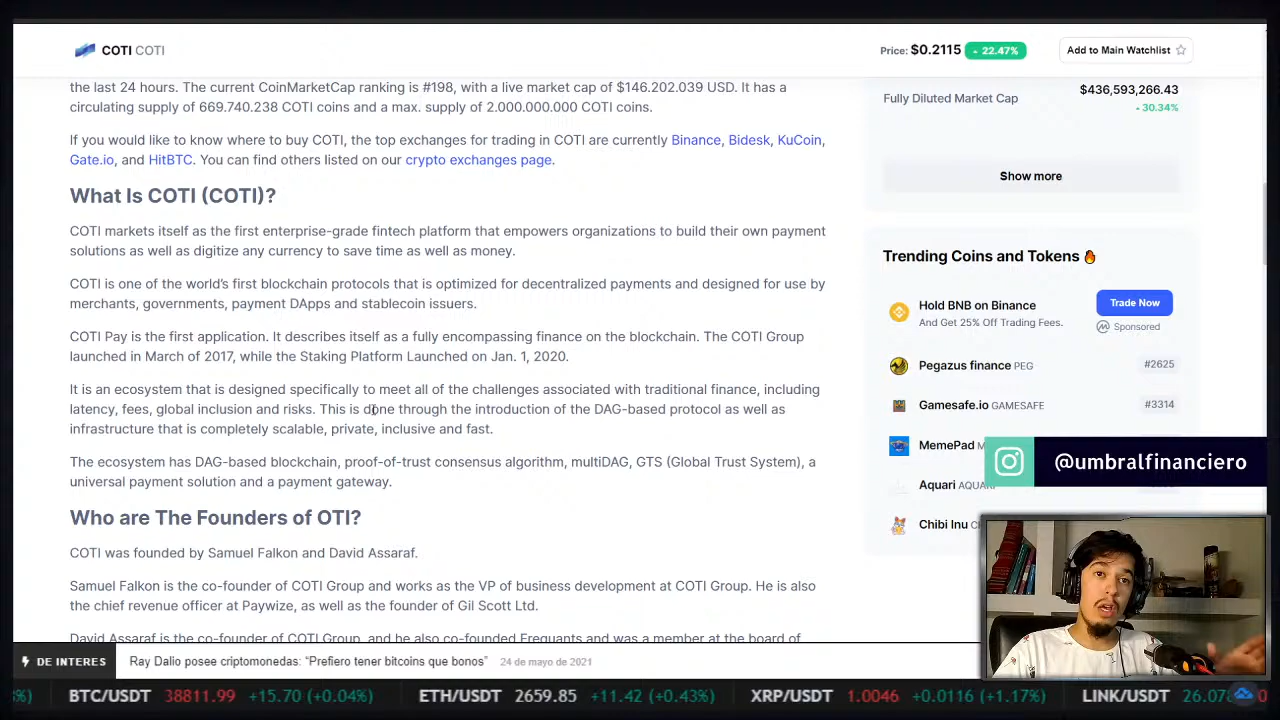 COTI COTI
Price: $0.2115 22.47%
Add to Main Watchlist
the last 24 hours. The current CoinMarketCap ranking is #198, with a live market cap of $146.202.039 USD. It has a
circulating supply of 669.740.238 COTI coins and a max. supply of 2.000.000.000 COTI coins.
If you would like to know where to buy COTI, the top exchanges for trading in COTI are currently Binance, Bidesk, KuCoin,
Gate.io, and HitBTC. You can find others listed on our crypto exchanges page.
What Is COTI (COTI)?
COTI markets itself as the first enterprise-grade fintech platform that empowers organizations to build their own payment
solutions as well as digitize any currency to save time as well as money.
COTI is one of the world's first blockchain protocols that is optimized for decentralized payments and designed for use by
merchants, governments, payment DApps and stablecoin issuers.
COTI Pay is the first application. It describes itself as a fully encompassing finance on the blockchain. The COTI Group
launched in March of 2017, while the Staking Platform Launched on Jan. 1, 2020.
It is an ecosystem that is designed specifically to meet all of the challenges associated with traditional finance, including
latency, fees, global inclusion and risks. This is done through the introduction of the DAG-based protocol as well as
infrastructure that is completely scalable, private, inclusive and fast.
The ecosystem has DAG-based blockchain, proof-of-trust consensus algorithm, multiDAG, GTS (Global Trust System), a
universal payment solution and a payment gateway.
Who are The Founders of OTI?
COTI was founded by Samuel Falkon and David Assaraf.
Samuel Falkon is the co-founder of COTI Group and works as the VP of business development at COTI Group. He is also
the chief revenue officer at Paywize, as well as the founder of Gil Scott Ltd.
David Assaraf is the co-founder of COTI Group, and he also co-founded Frequants and was a member at the board of
Fully Diluted Market Cap
$436,593,266.43
30.34%
Show more
Trending Coins and Tokens
Hold BNB on Binance
And Get 25% Off Trading Fees.
Trade Now
Sponsored
Pegazus finance PEG #2625
Gamesafe.io GAMESAFE #3314
MemePad
Aquari AQUARI
Chibi Inu
@umbralfinanciero
DE INTERES
Ray Dalio posee criptomonedas: “Prefiero tener bitcoins que bonos” 24 de mayo de 2021
%) BTC/USDT 38811.99 +15.70 (+0.04%) ETH/USDT 2659.85 +11.42 (+0.43%) XRP/USDT 1.0046 +0.0116 (+1.17%) LINK/USDT